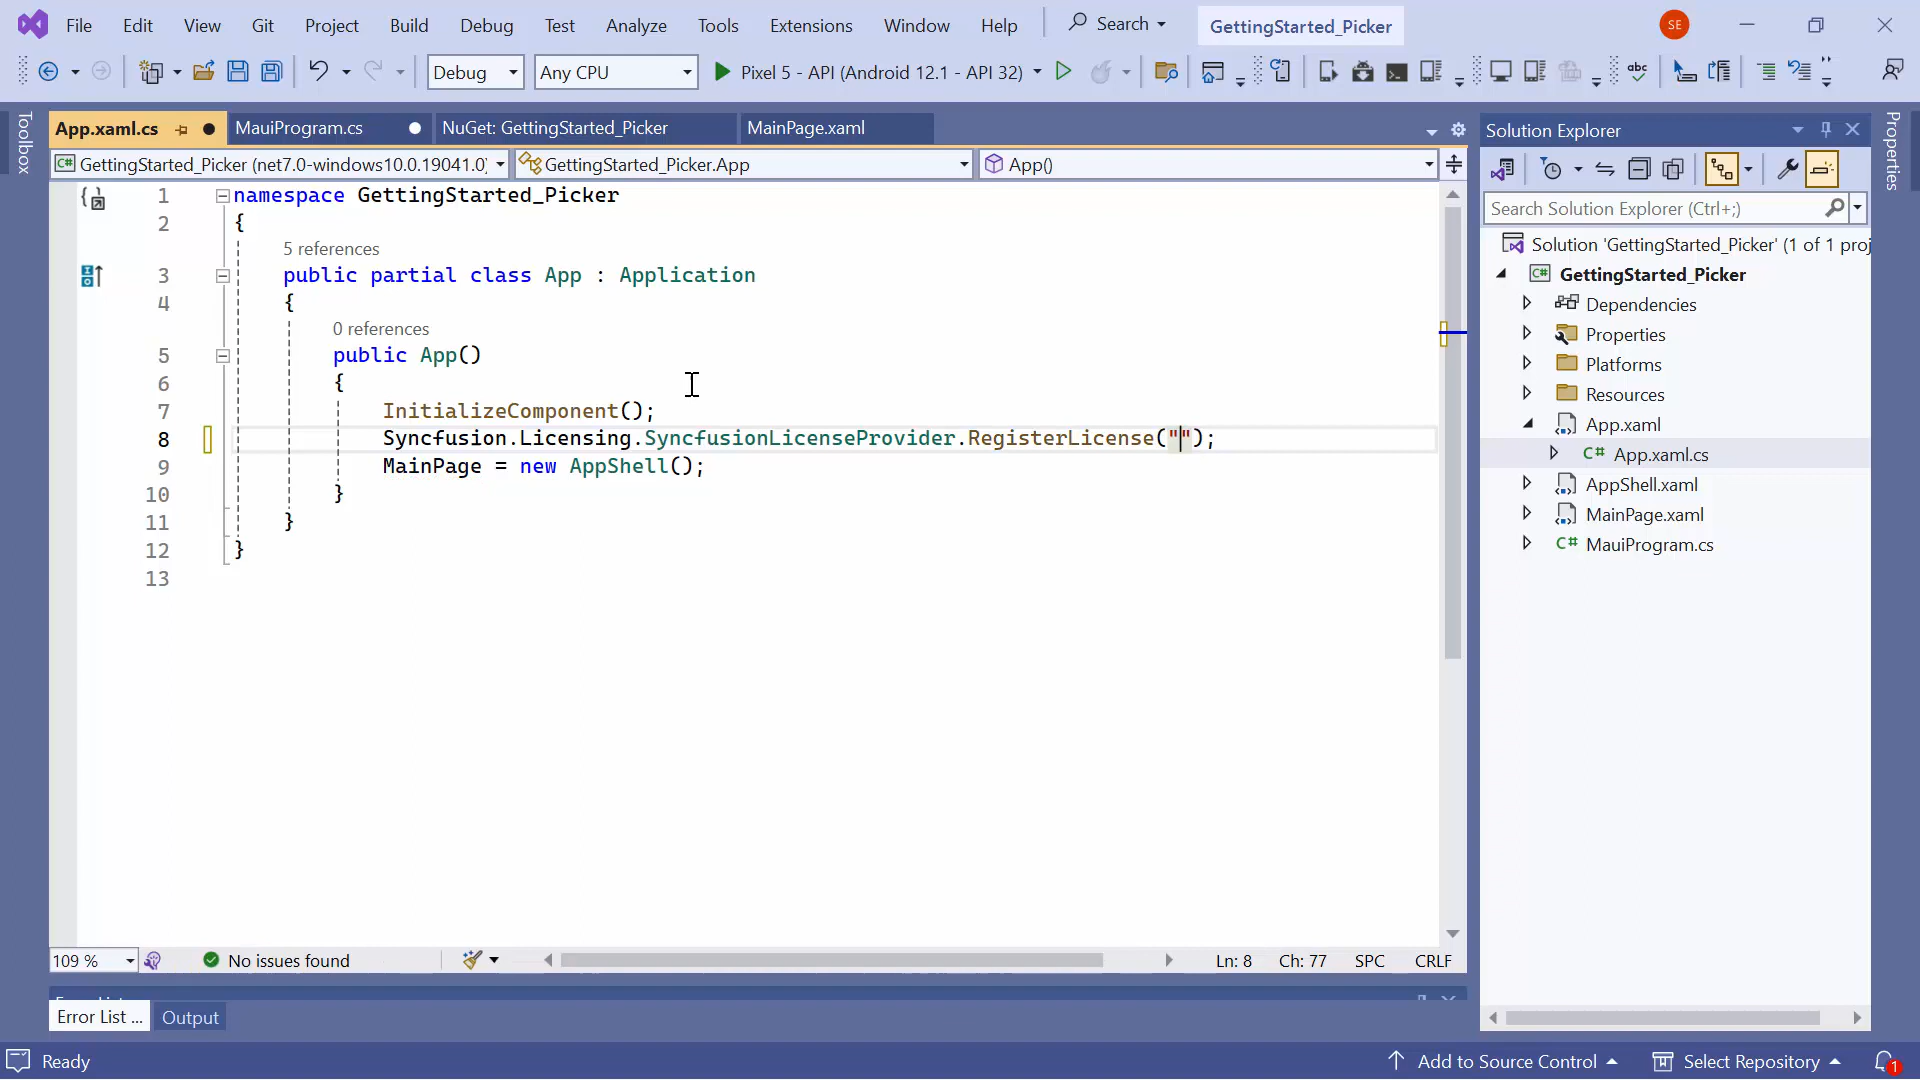 File Edit View Git Project Build Debug Test Analyze Tools Extensions Window Help Search GettingStarted_Picker SE
Debug Any CPU Pixel 5 - API (Android 12.1 - API 32) abc
Toolbox
App.xaml.cs MauiProgram.cs NuGet: GettingStarted_Picker MainPage.xaml
GettingStarted_Picker (net7.0-windows10.0.19041.0) GettingStarted_Picker.App App()
1 namespace GettingStarted_Picker
2 {
5 references
3 public partial class App : Application
4 {
0 references
5 public App()
6 {
7 InitializeComponent();
8 Syncfusion.Licensing.SyncfusionLicenseProvider.RegisterLicense("");
9 MainPage = new AppShell();
10 }
11 }
12 }
13
109 % No issues found Ln: 8 Ch: 77 SPC CRLF
Error List ... Output
Solution Explorer
Search Solution Explorer (Ctrl+;)
Solution 'GettingStarted_Picker' (1 of 1 proj
C# GettingStarted_Picker
Dependencies
Properties
Platforms
Resources
App.xaml
C# App.xaml.cs
AppShell.xaml
MainPage.xaml
C# MauiProgram.cs
Properties
Ready Add to Source Control Select Repository 1